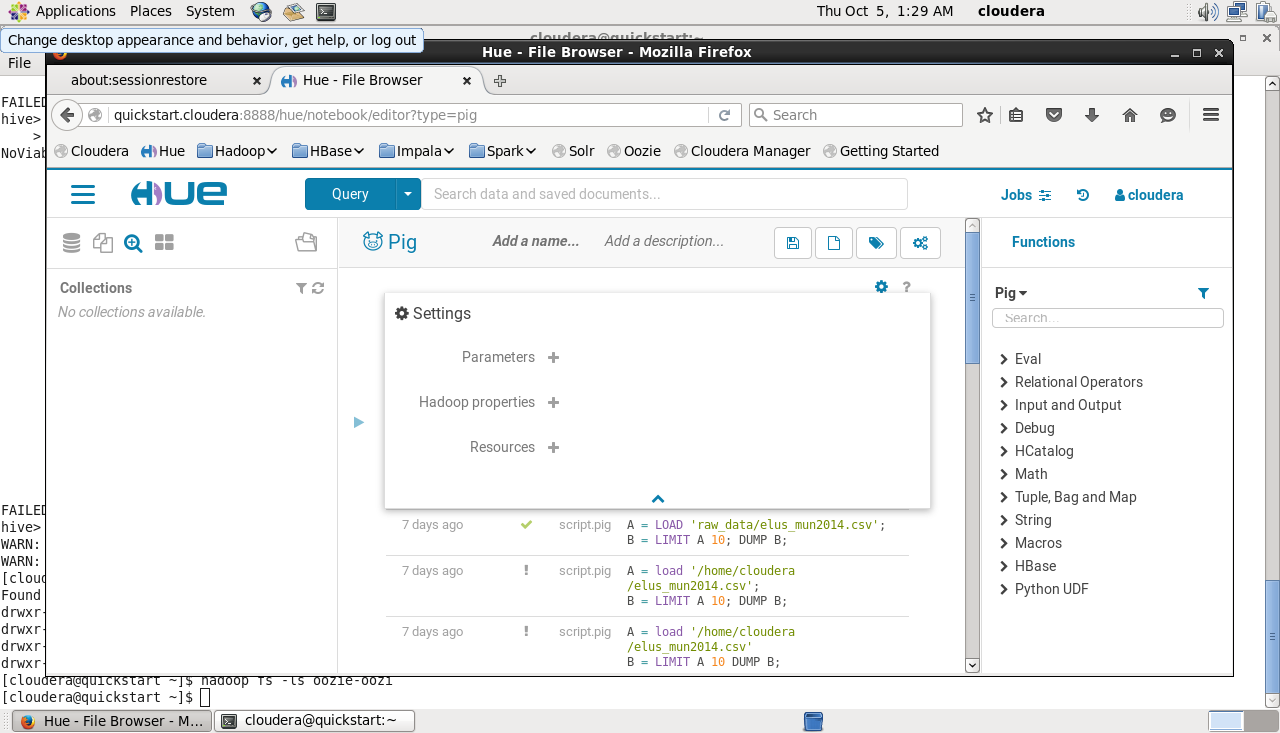 Applications Places System Thu Oct 5, 1:29 AM cloudera
Change desktop appearance and behavior, get help, or log out
cloudera@quickstart:~
File
Hue - File Browser - Mozilla Firefox
about:sessionrestore Hue - File Browser
quickstart.cloudera:8888/hue/notebook/editor?type=pig Search
Cloudera Hue Hadoop HBase Impala Spark Solr Oozie Cloudera Manager Getting Started
HUE Query Search data and saved documents... Jobs cloudera
Pig Add a name... Add a description... Functions
Collections
No collections available.
?
Pig
Search...
Settings
Parameters
Hadoop properties
Resources
Eval
Relational Operators
Input and Output
Debug
HCatalog
Math
Tuple, Bag and Map
String
Macros
HBase
Python UDF
7 days ago script.pig A = LOAD 'raw_data/elus_mun2014.csv';
B = LIMIT A 10; DUMP B;
7 days ago ! script.pig A = load '/home/cloudera
/elus_mun2014.csv';
B = LIMIT A 10; DUMP B;
7 days ago ! script.pig A = load '/home/cloudera
/elus_mun2014.csv'
B = LIMIT A 10 DUMP B;
FAILED
hive>
>
NoViab
FAILED
hive>
WARN:
WARN:
[cloud
Found
drwxr-
drwxr-
drwxr-
drwxr-
[cloudera@quickstart ~]$ hadoop fs -ls oozie-oozi
[cloudera@quickstart ~]$
Hue - File Browser - M... cloudera@quickstart:~